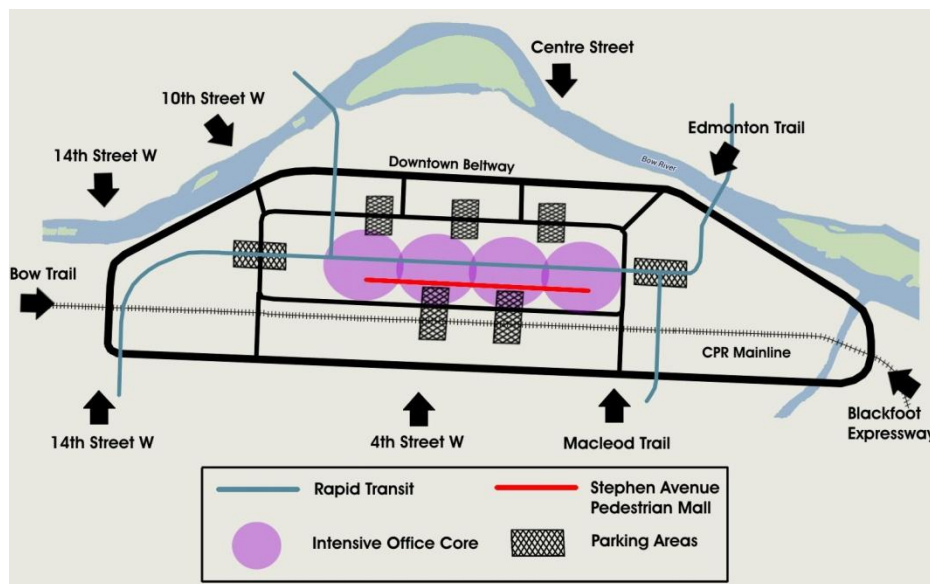 Centre Street
10th Street W
Edmonton Trail
14th Street W
Downtown Beltway
Bow River
Bow Trail
CPR Mainline
14th Street W
4th Street W
Macleod Trail
Blackfoot
Expressway
Rapid Transit
Stephen Avenue
Pedestrian Mall
Intensive Office Core
Parking Areas